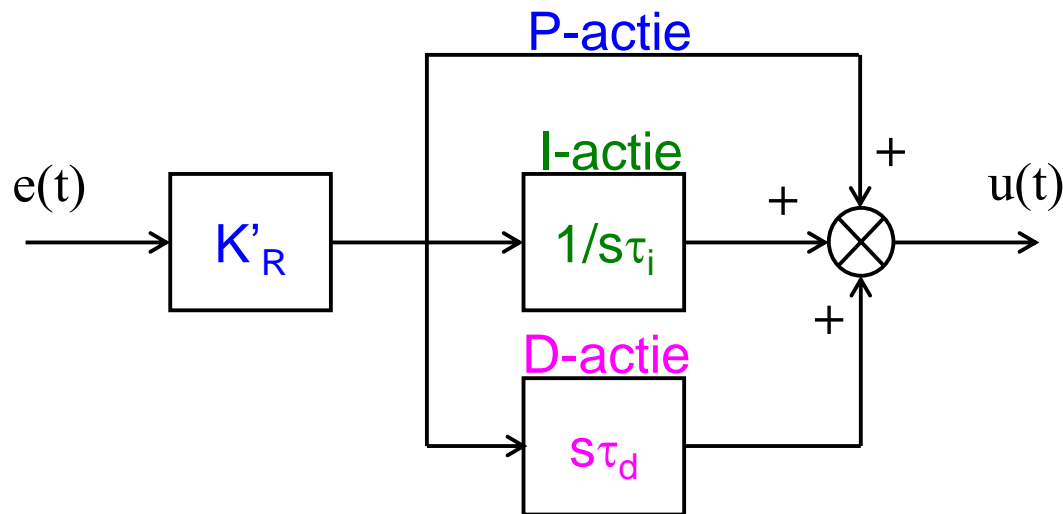 P-actie
+
I-actie
e(t)
+
u(t)
K’R
1/sτi
+
D-actie
sτd